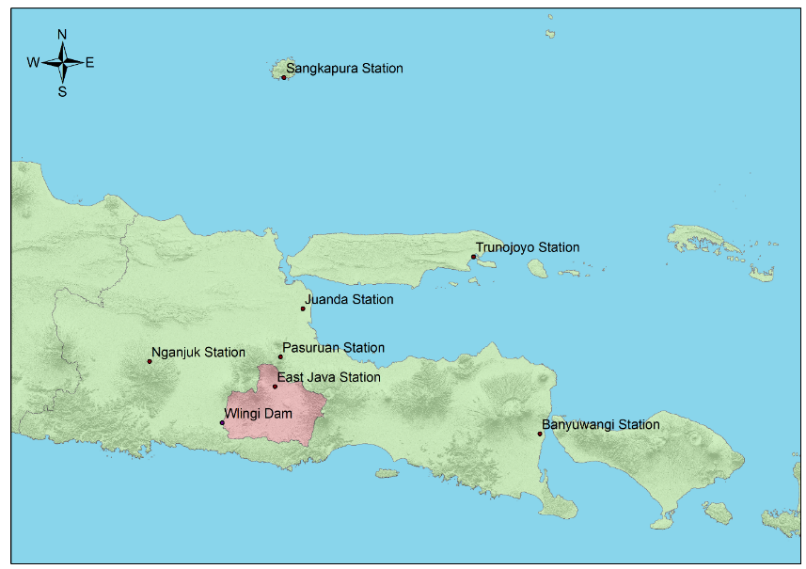 N
W E
S
Sangkapura Station
Trunojoyo Station
Juanda Station
Nganjuk Station
Pasuruan Station
East Java Station
Wlingi Dam
Banyuwangi Station